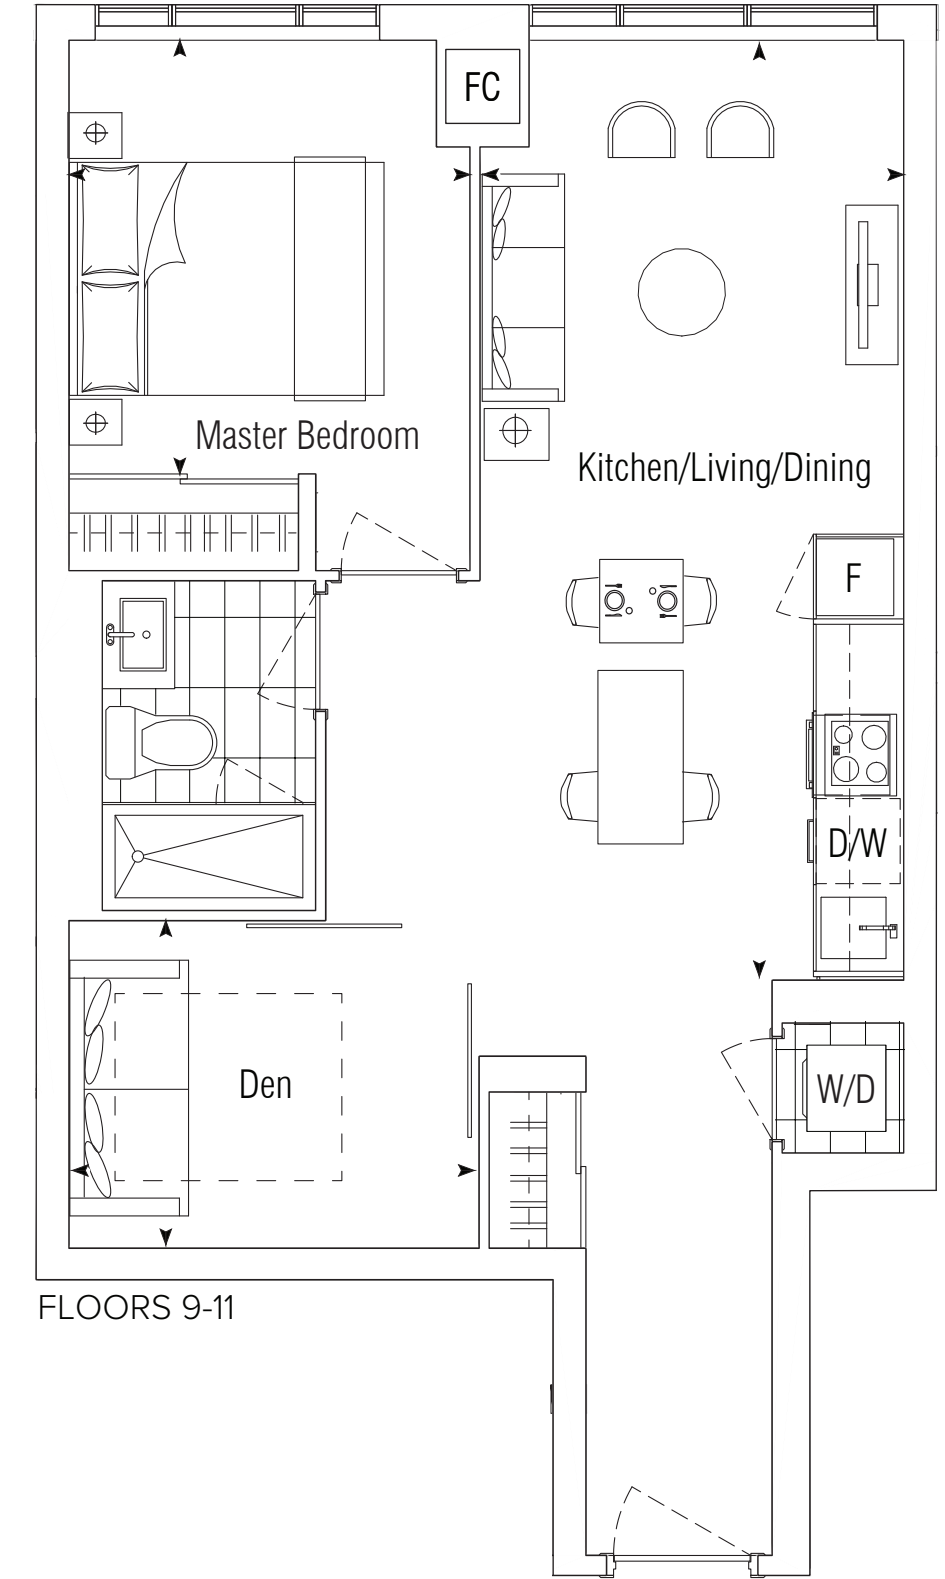 FC
Master Bedroom
Kitchen/Living/Dining
F
D/W
Den
W/D
FLOORS 9-11